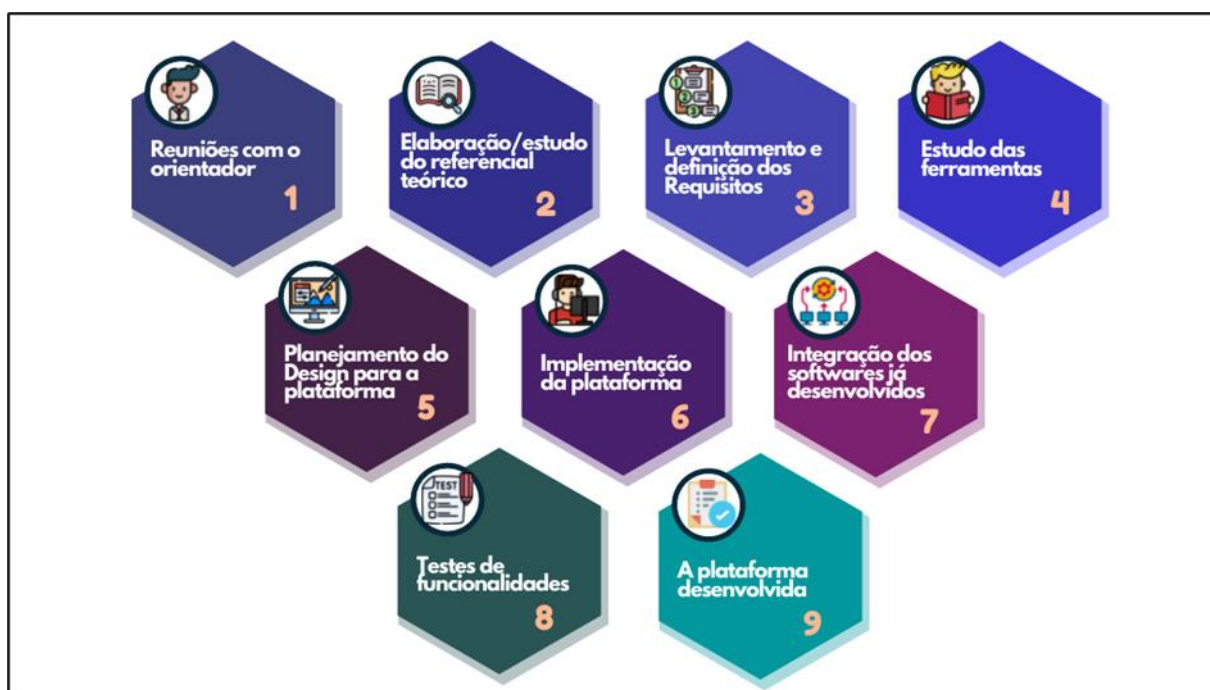 Reuniões com o
orientador
1
Elaboração/estudo
do referencial
teórico
2
Levantamento e
definição dos
Requisitos
3
Estudo das
ferramentas
4
Planejamento do
Design para a
plataforma
5
Implementação
da plataforma
6
Integração dos
softwares já
desenvolvidos
7
TEST
Testes de
funcionalidades
8
A plataforma
desenvolvida
9